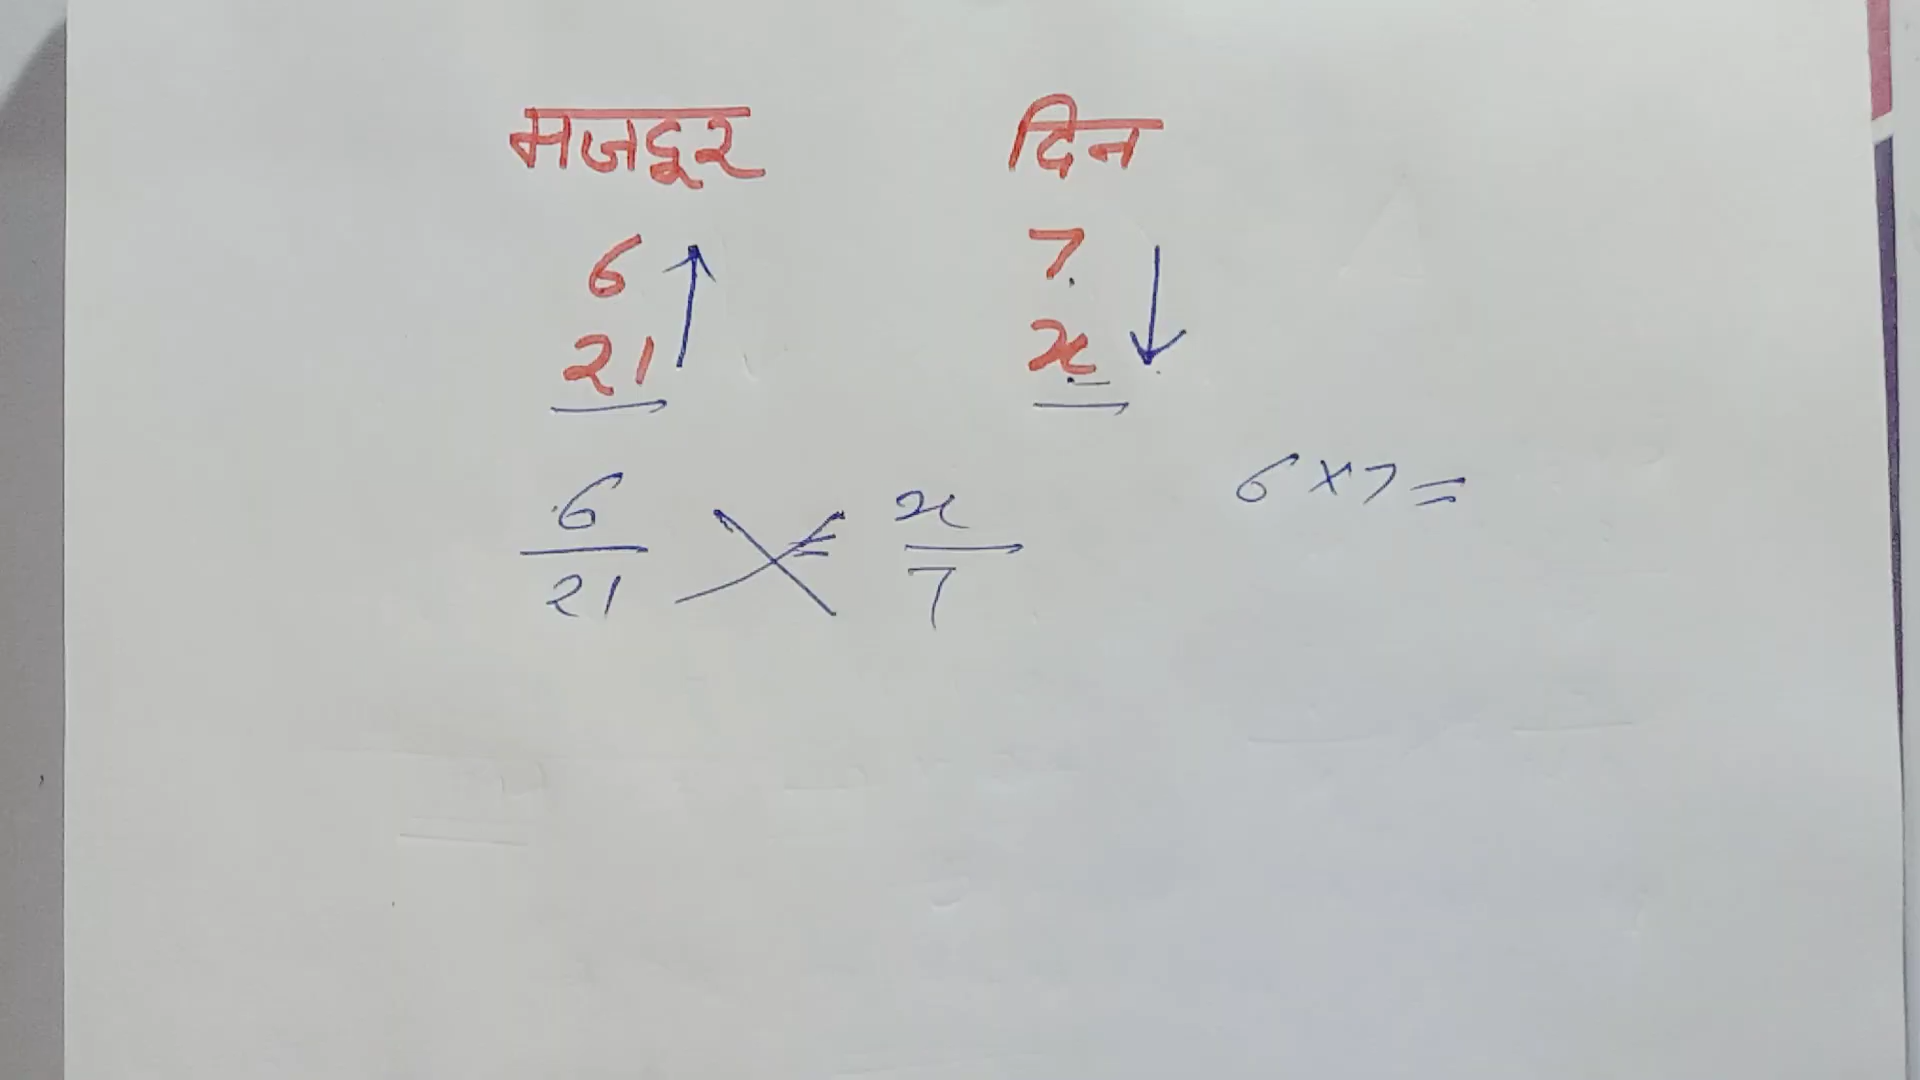 मजदूर दिन
6 7
21 x
6/21 = x/7
6 × 7 =